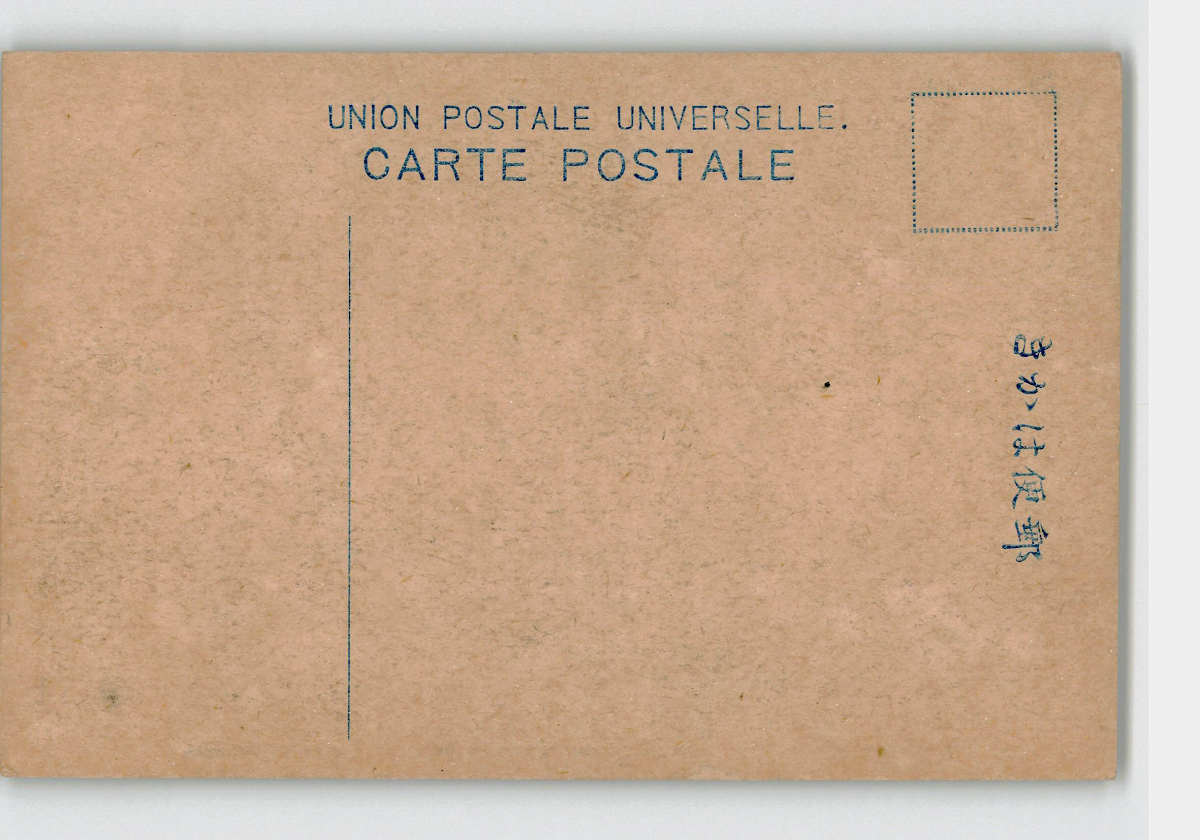 UNION POSTALE UNIVERSELLE.
CARTE POSTALE
郵便はかき